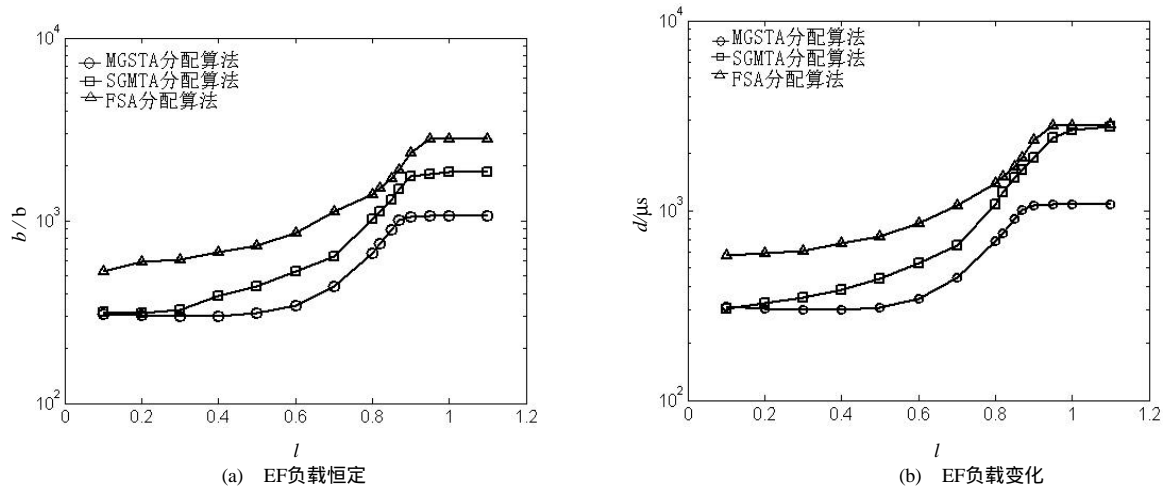 10⁴
MGSTA分配算法
SGMTA分配算法
FSA分配算法
10³
b/b
10²
0 0.2 0.4 0.6 0.8 1 1.2
l
(a) EF负载恒定
10⁴
MGSTA分配算法
SGMTA分配算法
FSA分配算法
10³
d/μs
10²
0 0.2 0.4 0.6 0.8 1 1.2
l
(b) EF负载变化